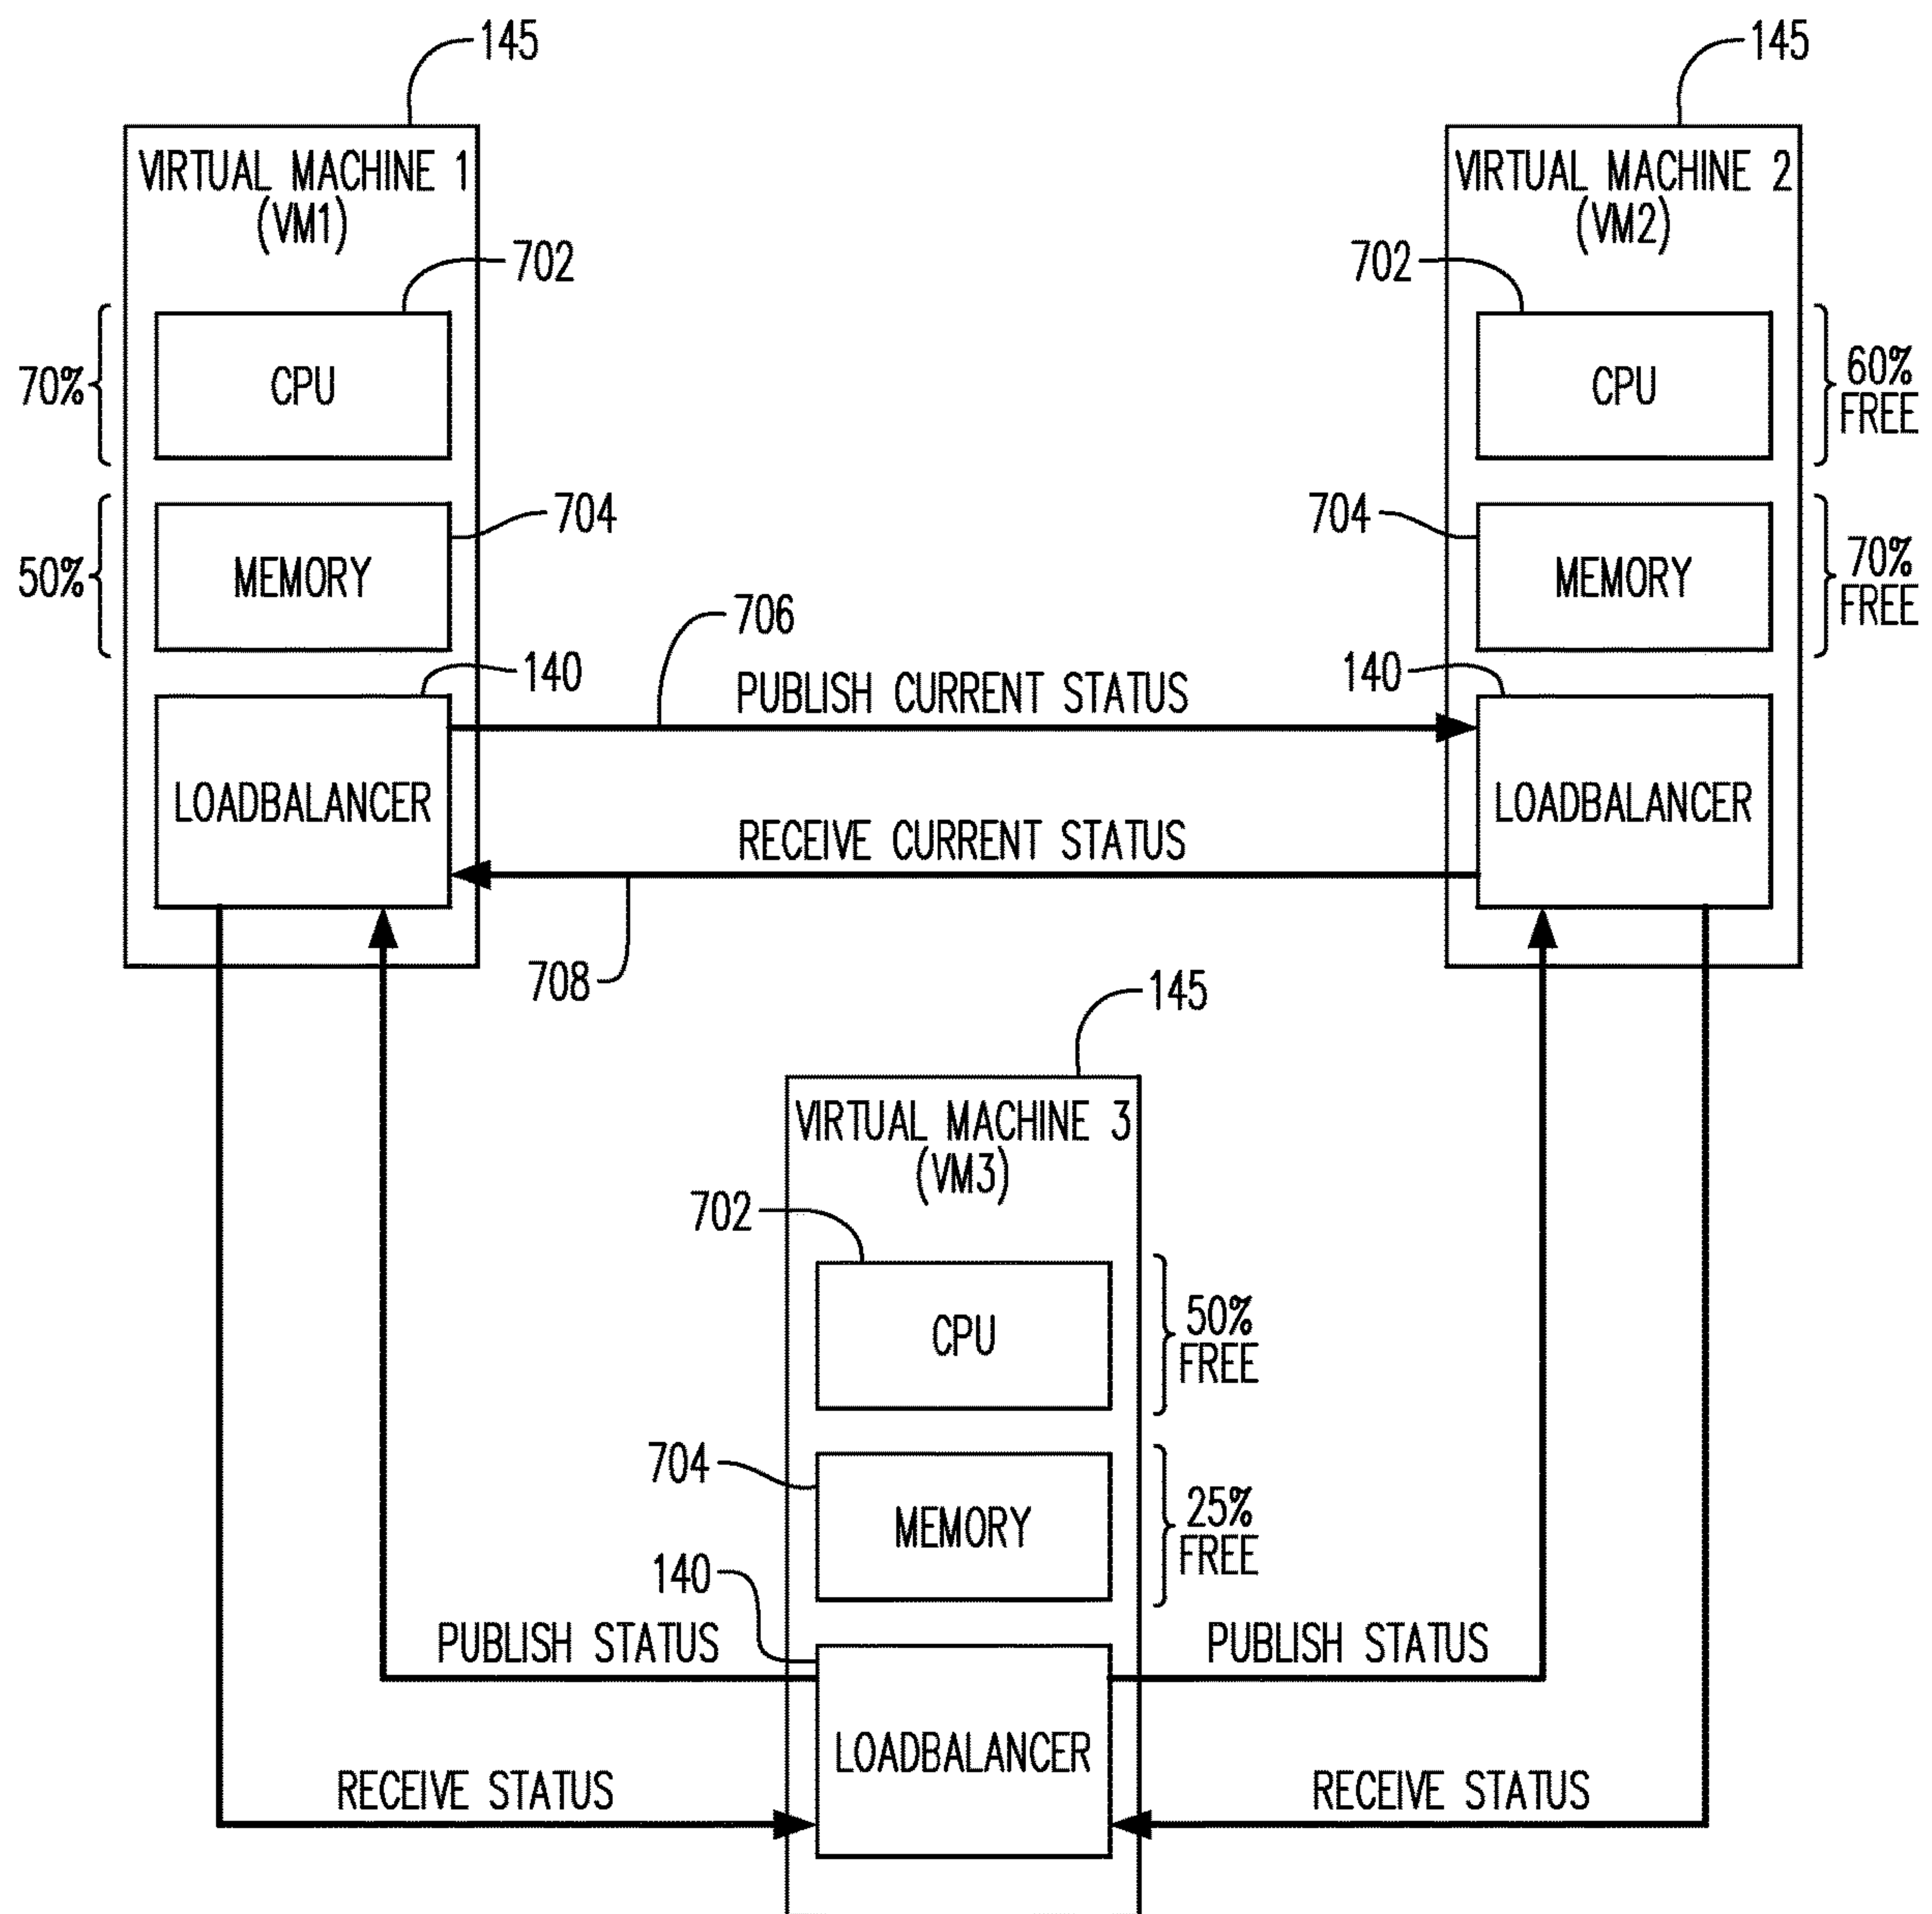 145
145
VIRTUAL MACHINE 1
(VM1)
VIRTUAL MACHINE 2
(VM2)
702
702
70%
CPU
CPU
60%
FREE
704
704
50%
MEMORY
MEMORY
70%
FREE
706
140
PUBLISH CURRENT STATUS
140
LOADBALANCER
LOADBALANCER
RECEIVE CURRENT STATUS
708
145
VIRTUAL MACHINE 3
(VM3)
702
CPU
50%
FREE
704
MEMORY
25%
FREE
140
PUBLISH STATUS
PUBLISH STATUS
LOADBALANCER
RECEIVE STATUS
RECEIVE STATUS